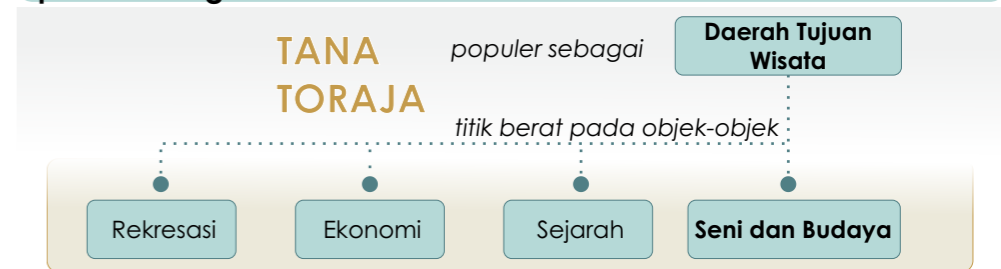 TANA
TORAJA
populer sebagai
Daerah Tujuan
Wisata
titik berat pada objek-objek
Rekresasi
Ekonomi
Sejarah
Seni dan Budaya